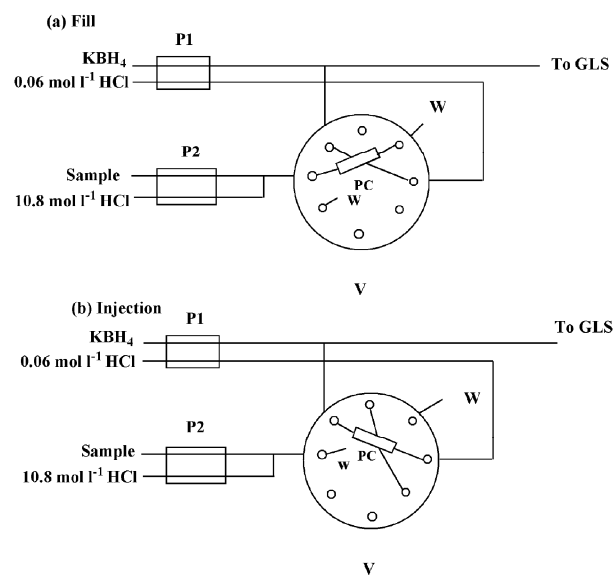 (a) Fill
P1
KBH₄
To GLS
0.06 mol l⁻¹ HCl
W
P2
Sample
PC
10.8 mol l⁻¹ HCl
W
V
(b) Injection
P1
To GLS
KBH₄
0.06 mol l⁻¹ HCl
W
P2
Sample
w PC
10.8 mol l⁻¹ HCl
V